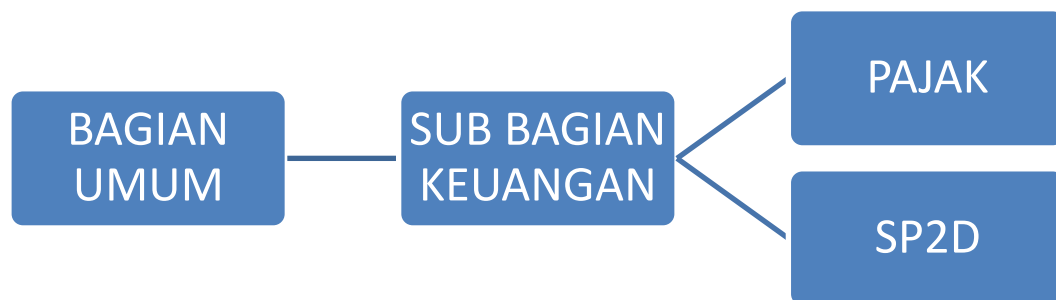 BAGIAN
UMUM
SUB BAGIAN
KEUANGAN
PAJAK
SP2D